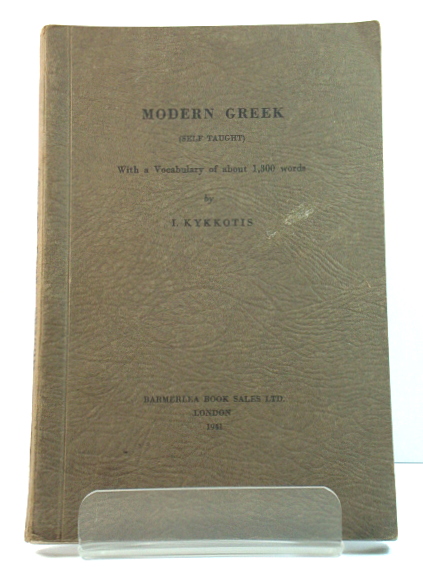 MODERN GREEK
(SELF TAUGHT)
With a Vocabulary of about 1,300 words
by
I. KYKKOTIS
BARMERLEA BOOK SALES LTD.
LONDON